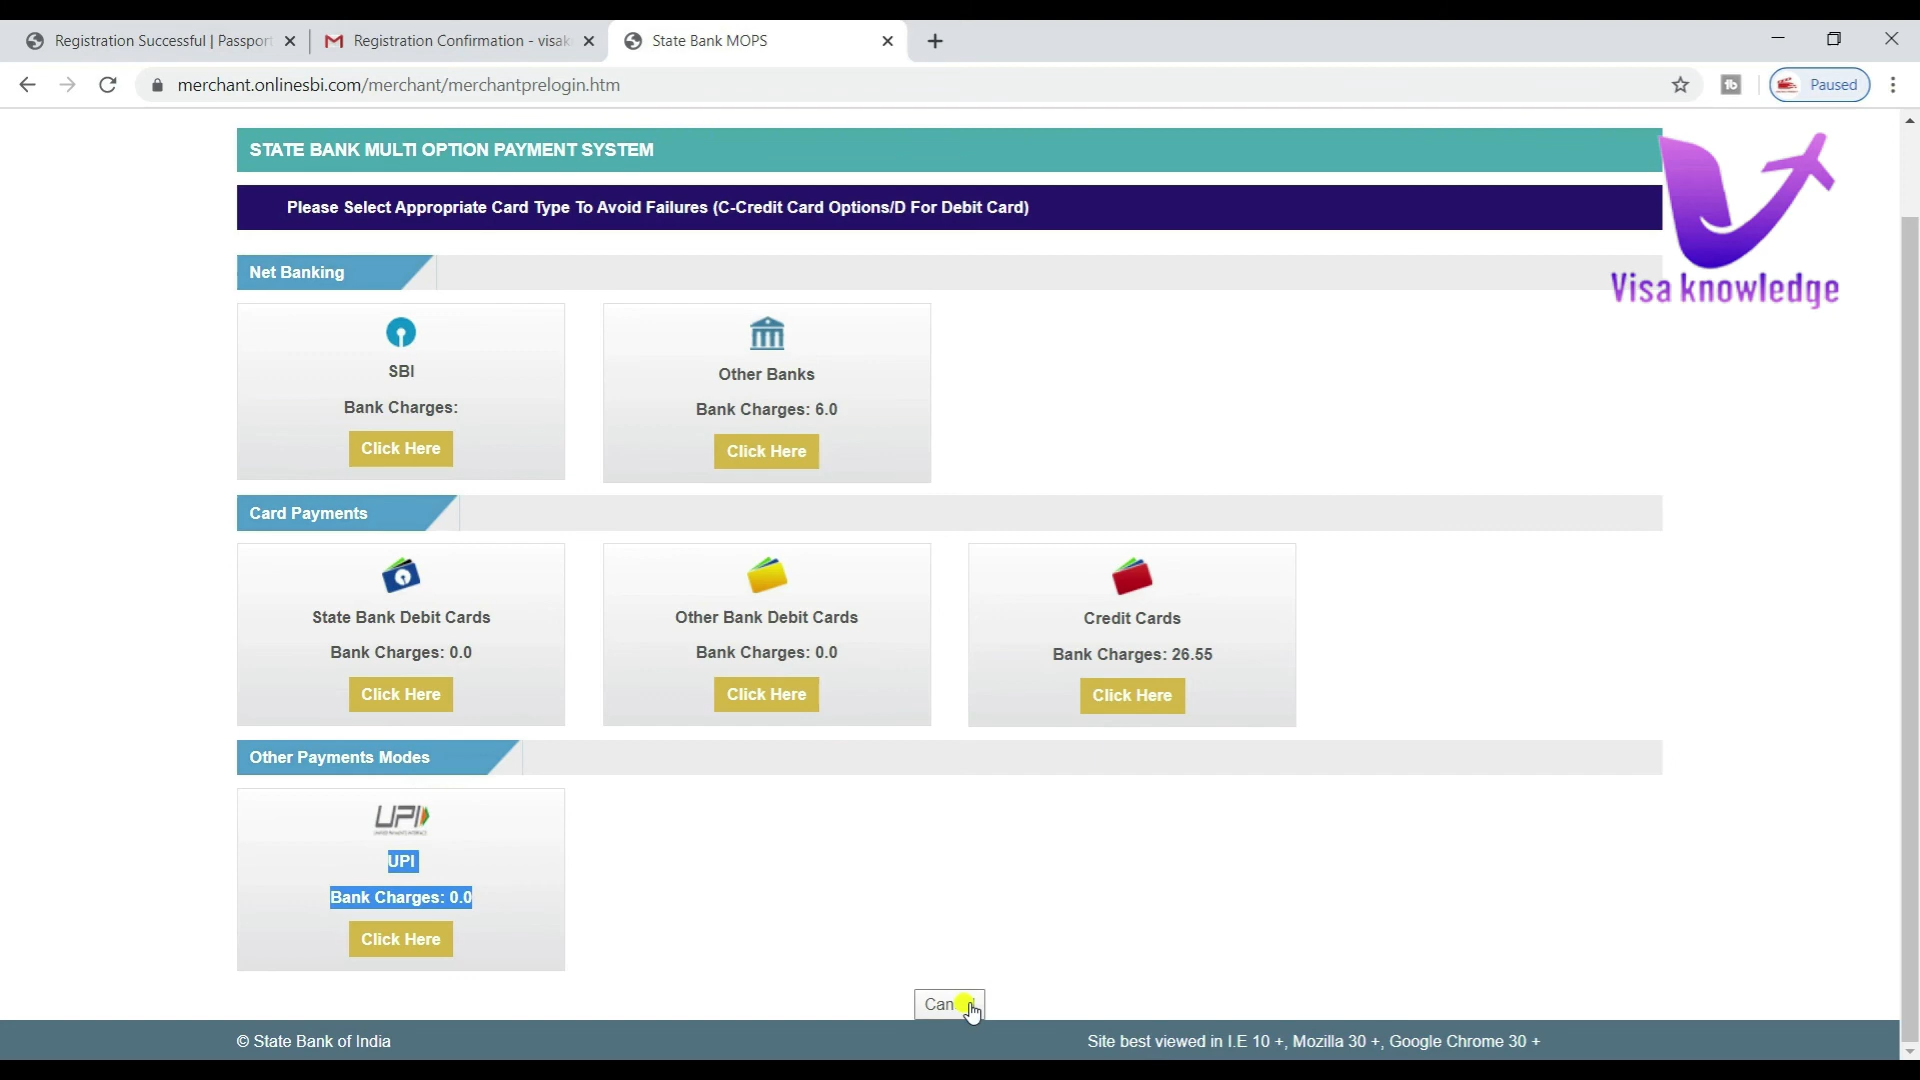 Registration Successful | Passport
Registration Confirmation - visak
State Bank MOPS
merchant.onlinesbi.com/merchant/merchantprelogin.htm
Paused
STATE BANK MULTI OPTION PAYMENT SYSTEM
Please Select Appropriate Card Type To Avoid Failures (C-Credit Card Options/D For Debit Card)
Visa knowledge
Net Banking
SBI
Bank Charges:
Click Here
Other Banks
Bank Charges: 6.0
Click Here
Card Payments
State Bank Debit Cards
Bank Charges: 0.0
Click Here
Other Bank Debit Cards
Bank Charges: 0.0
Click Here
Credit Cards
Bank Charges: 26.55
Click Here
Other Payments Modes
UPI
UPI
Bank Charges: 0.0
Click Here
© State Bank of India
Site best viewed in I.E 10 +, Mozilla 30 +, Google Chrome 30 +